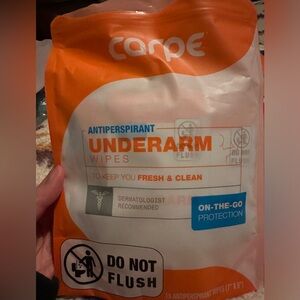 carpe
ANTIPERSPIRANT
UNDERARM
WIPES
TO KEEP YOU FRESH & CLEAN
DERMATOLOGIST
RECOMMENDED
ON-THE-GO
PROTECTION
DO NOT
FLUSH